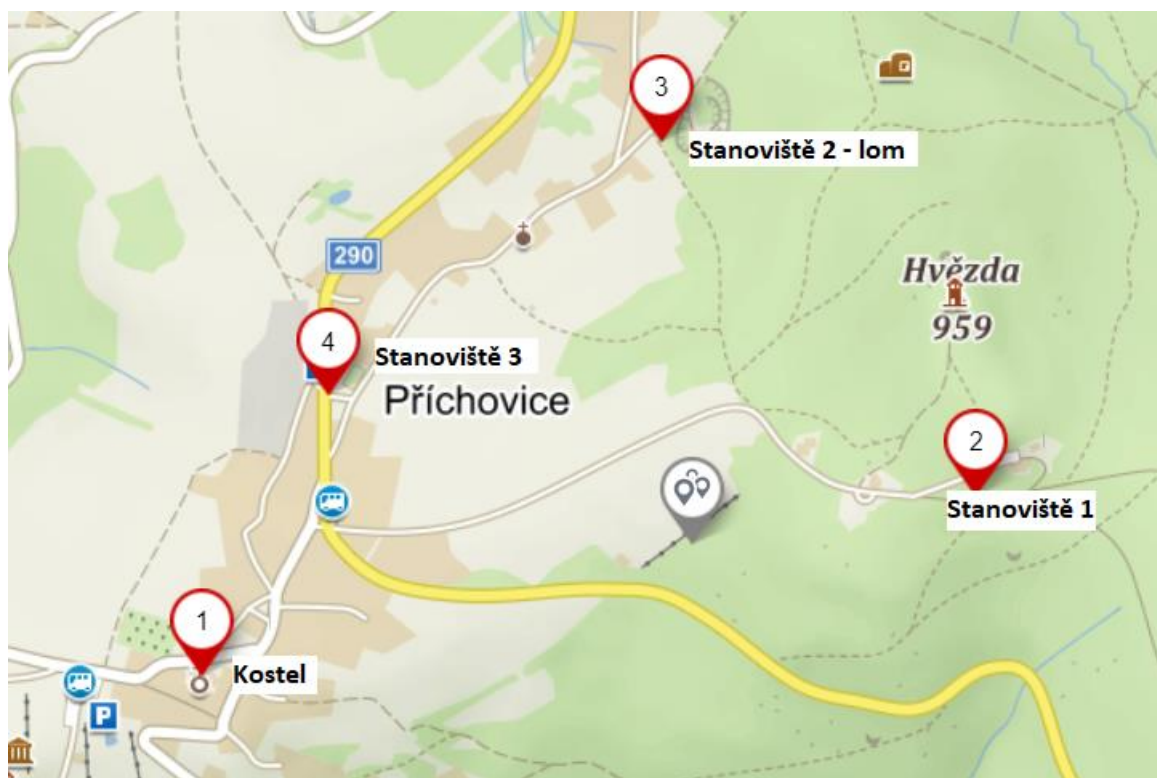 3
Stanoviště 2 - lom
290
Hvězda
959
4
Stanoviště 3
Příchovice
2
Stanoviště 1
1
Kostel
P